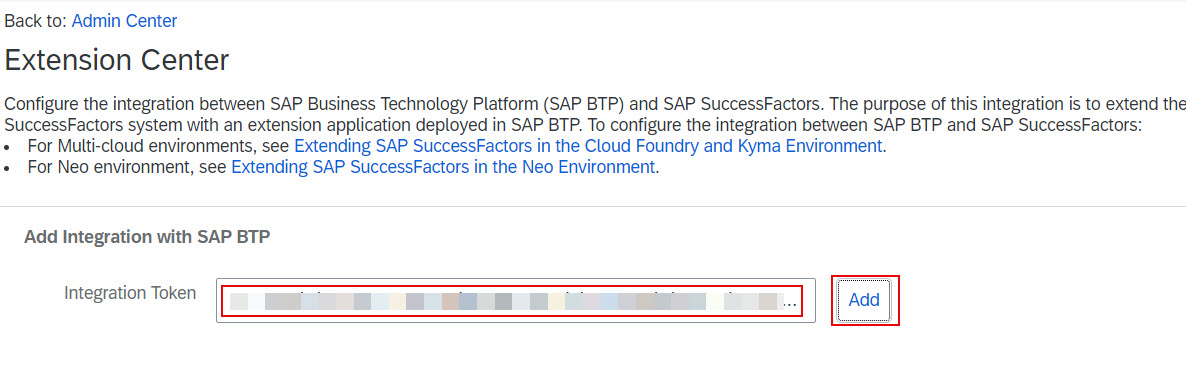 Back to: Admin Center
Extension Center
Configure the integration between SAP Business Technology Platform (SAP BTP) and SAP SuccessFactors. The purpose of this integration is to extend the
SuccessFactors system with an extension application deployed in SAP BTP. To configure the integration between SAP BTP and SAP SuccessFactors:
• For Multi-cloud environments, see Extending SAP SuccessFactors in the Cloud Foundry and Kyma Environment.
• For Neo environment, see Extending SAP SuccessFactors in the Neo Environment.
Add Integration with SAP BTP
Integration Token ... Add